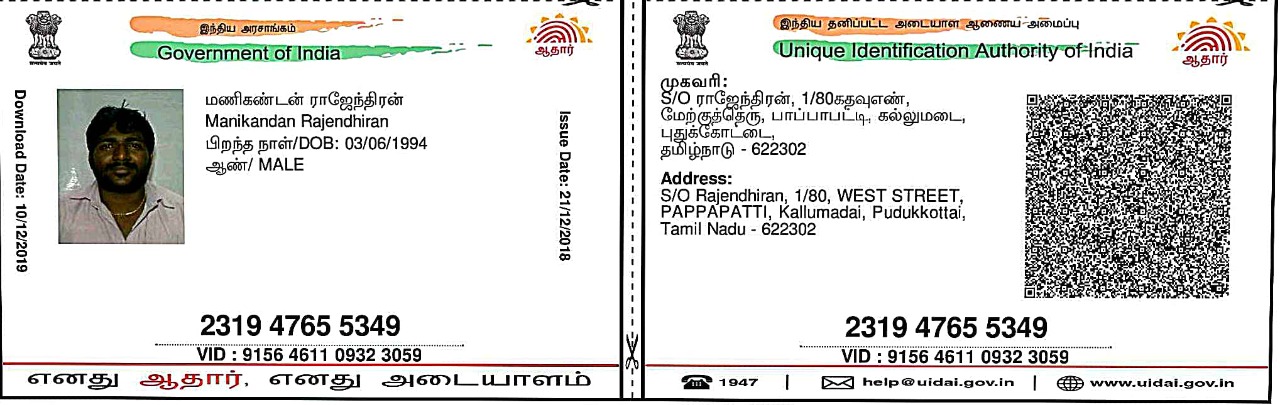 இந்திய அரசாங்கம்
Government of India
ஆதார்
Download Date: 10/12/2019
மணிகண்டன் ராஜேந்திரன்
Manikandan Rajendhiran
பிறந்த நாள்/DOB: 03/06/1994
ஆண்/ MALE
Issue Date: 21/12/2018
2319 4765 5349
VID : 9156 4611 0932 3059
எனது ஆதார், எனது அடையாளம்
இந்திய தனிப்பட்ட அடையாள ஆணைய அமைப்பு
Unique Identification Authority of India
ஆதார்
முகவரி:
S/O ராஜேந்திரன், 1/80கதவுஎண்,
மேற்குத்தெரு, பாப்பாபட்டி, கல்லுமடை,
புதுக்கோட்டை,
தமிழ்நாடு - 622302
Address:
S/O Rajendhiran, 1/80, WEST STREET,
PAPPAPATTI, Kallumadai, Pudukkottai,
Tamil Nadu - 622302
2319 4765 5349
VID : 9156 4611 0932 3059
1947 | help@uidai.gov.in | www.uidai.gov.in